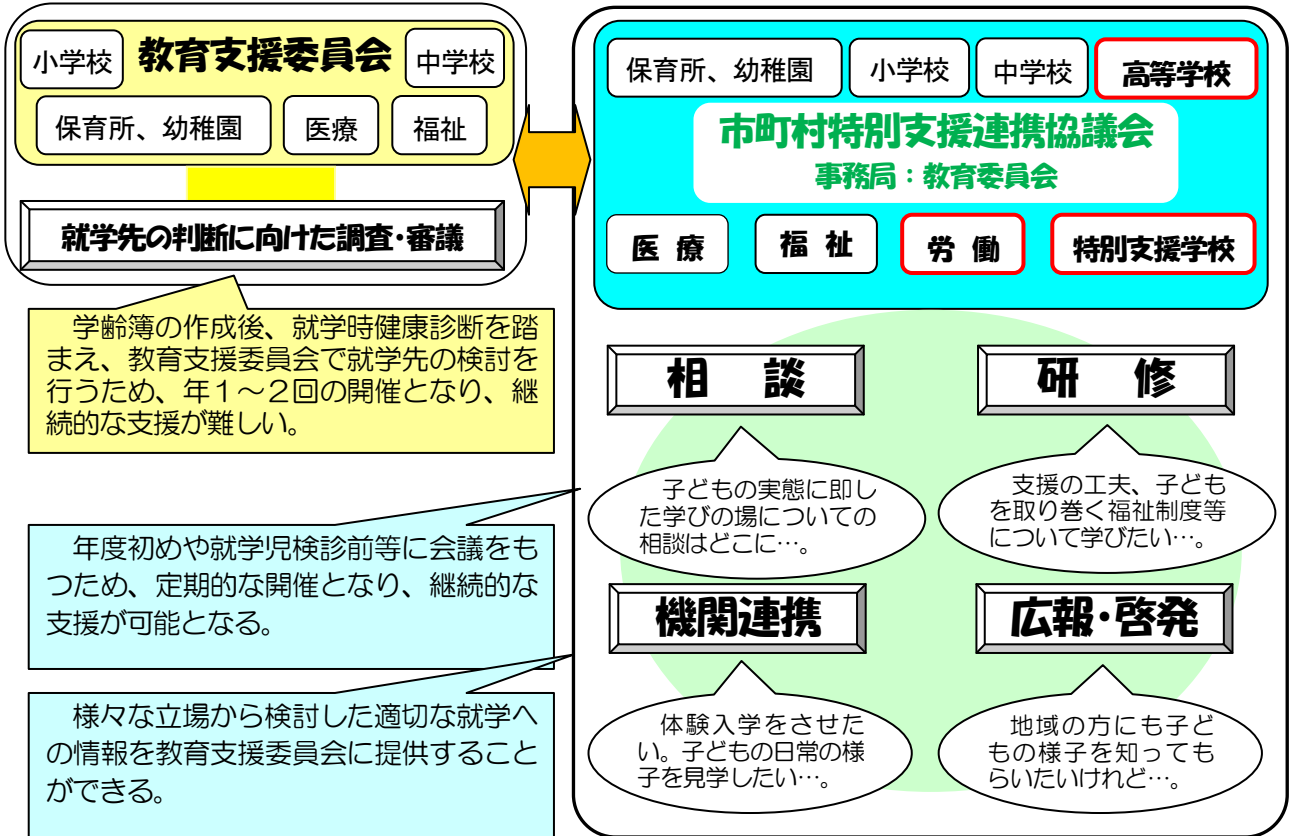 小学校
教育支援委員会
中学校
保育所、幼稚園
医療
福祉
就学先の判断に向けた調査・審議
学齢簿の作成後、就学時健康診断を踏
まえ、教育支援委員会で就学先の検討を
行うため、年1～2回の開催となり、継
続的な支援が難しい。
年度初めや就学児検診前等に会議をも
つため、定期的な開催となり、継続的な
支援が可能となる。
様々な立場から検討した適切な就学へ
の情報を教育支援委員会に提供すること
ができる。
保育所、幼稚園
小学校
中学校
高等学校
市町村特別支援連携協議会
事務局：教育委員会
医 療
福 祉
労 働
特別支援学校
相 談
研 修
子どもの実態に即し
た学びの場についての
相談はどこに…。
支援の工夫、子ども
を取り巻く福祉制度等
について学びたい…。
機関連携
広報・啓発
体験入学をさせた
い。子どもの日常の様
子を見学したい…。
地域の方にも子ど
もの様子を知っても
らいたいけれど…。